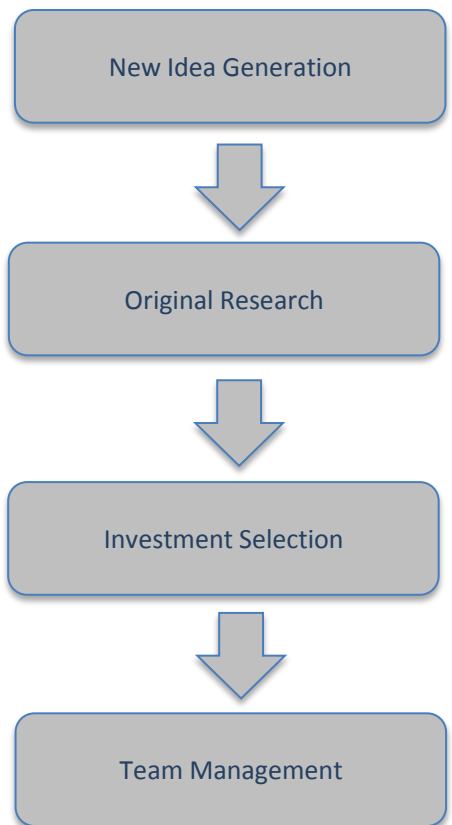 New Idea Generation
Original Research
Investment Selection
Team Management